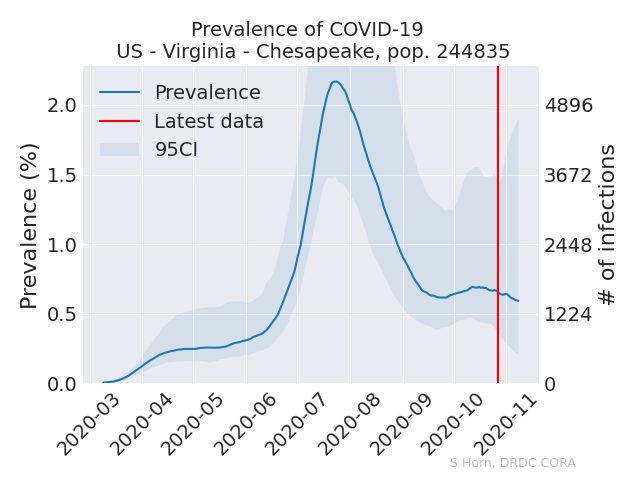 Prevalence of COVID-19
US - Virginia - Chesapeake, pop. 244835
Prevalence
Latest data
95CI
Prevalence (%)
2.0
1.5
1.0
0.5
0.0
4896
3672
2448
1224
0
# of infections
2020-03
2020-04
2020-05
2020-06
2020-07
2020-08
2020-09
2020-10
2020-11
S Horn, DRDC CORA